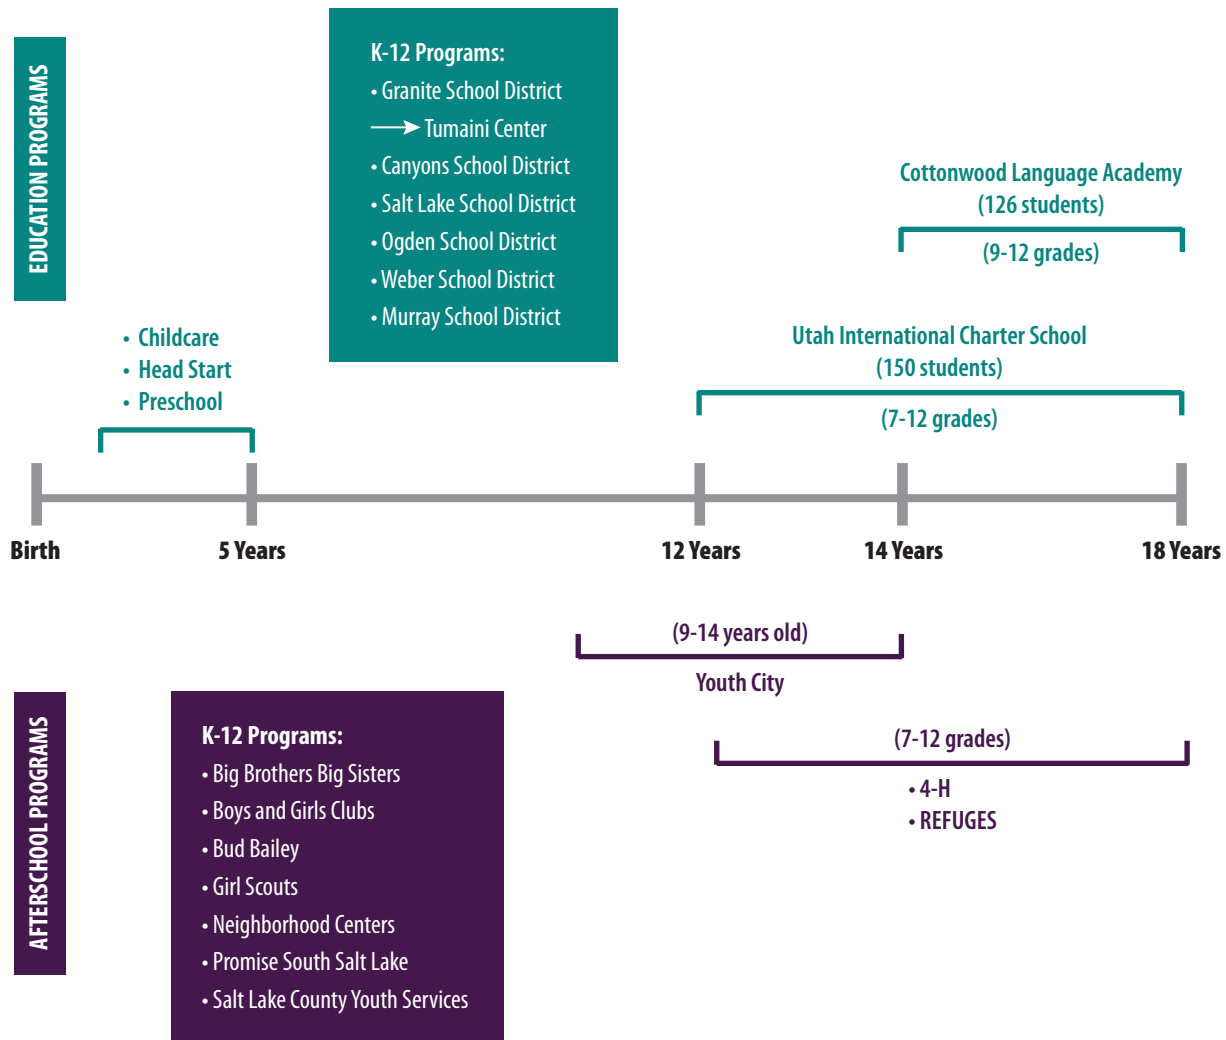 EDUCATION PROGRAMS
K-12 Programs:
• Granite School District
Tumaini Center
• Canyons School District
• Salt Lake School District
• Ogden School District
• Weber School District
• Murray School District
Cottonwood Language Academy
(126 students)
(9-12 grades)
• Childcare
• Head Start
• Preschool
Utah International Charter School
(150 students)
(7-12 grades)
Birth
5 Years
12 Years
14 Years
18 Years
(9-14 years old)
Youth City
AFTERSCHOOL PROGRAMS
K-12 Programs:
• Big Brothers Big Sisters
• Boys and Girls Clubs
• Bud Bailey
• Girl Scouts
• Neighborhood Centers
• Promise South Salt Lake
• Salt Lake County Youth Services
(7-12 grades)
• 4-H
• REFUGES